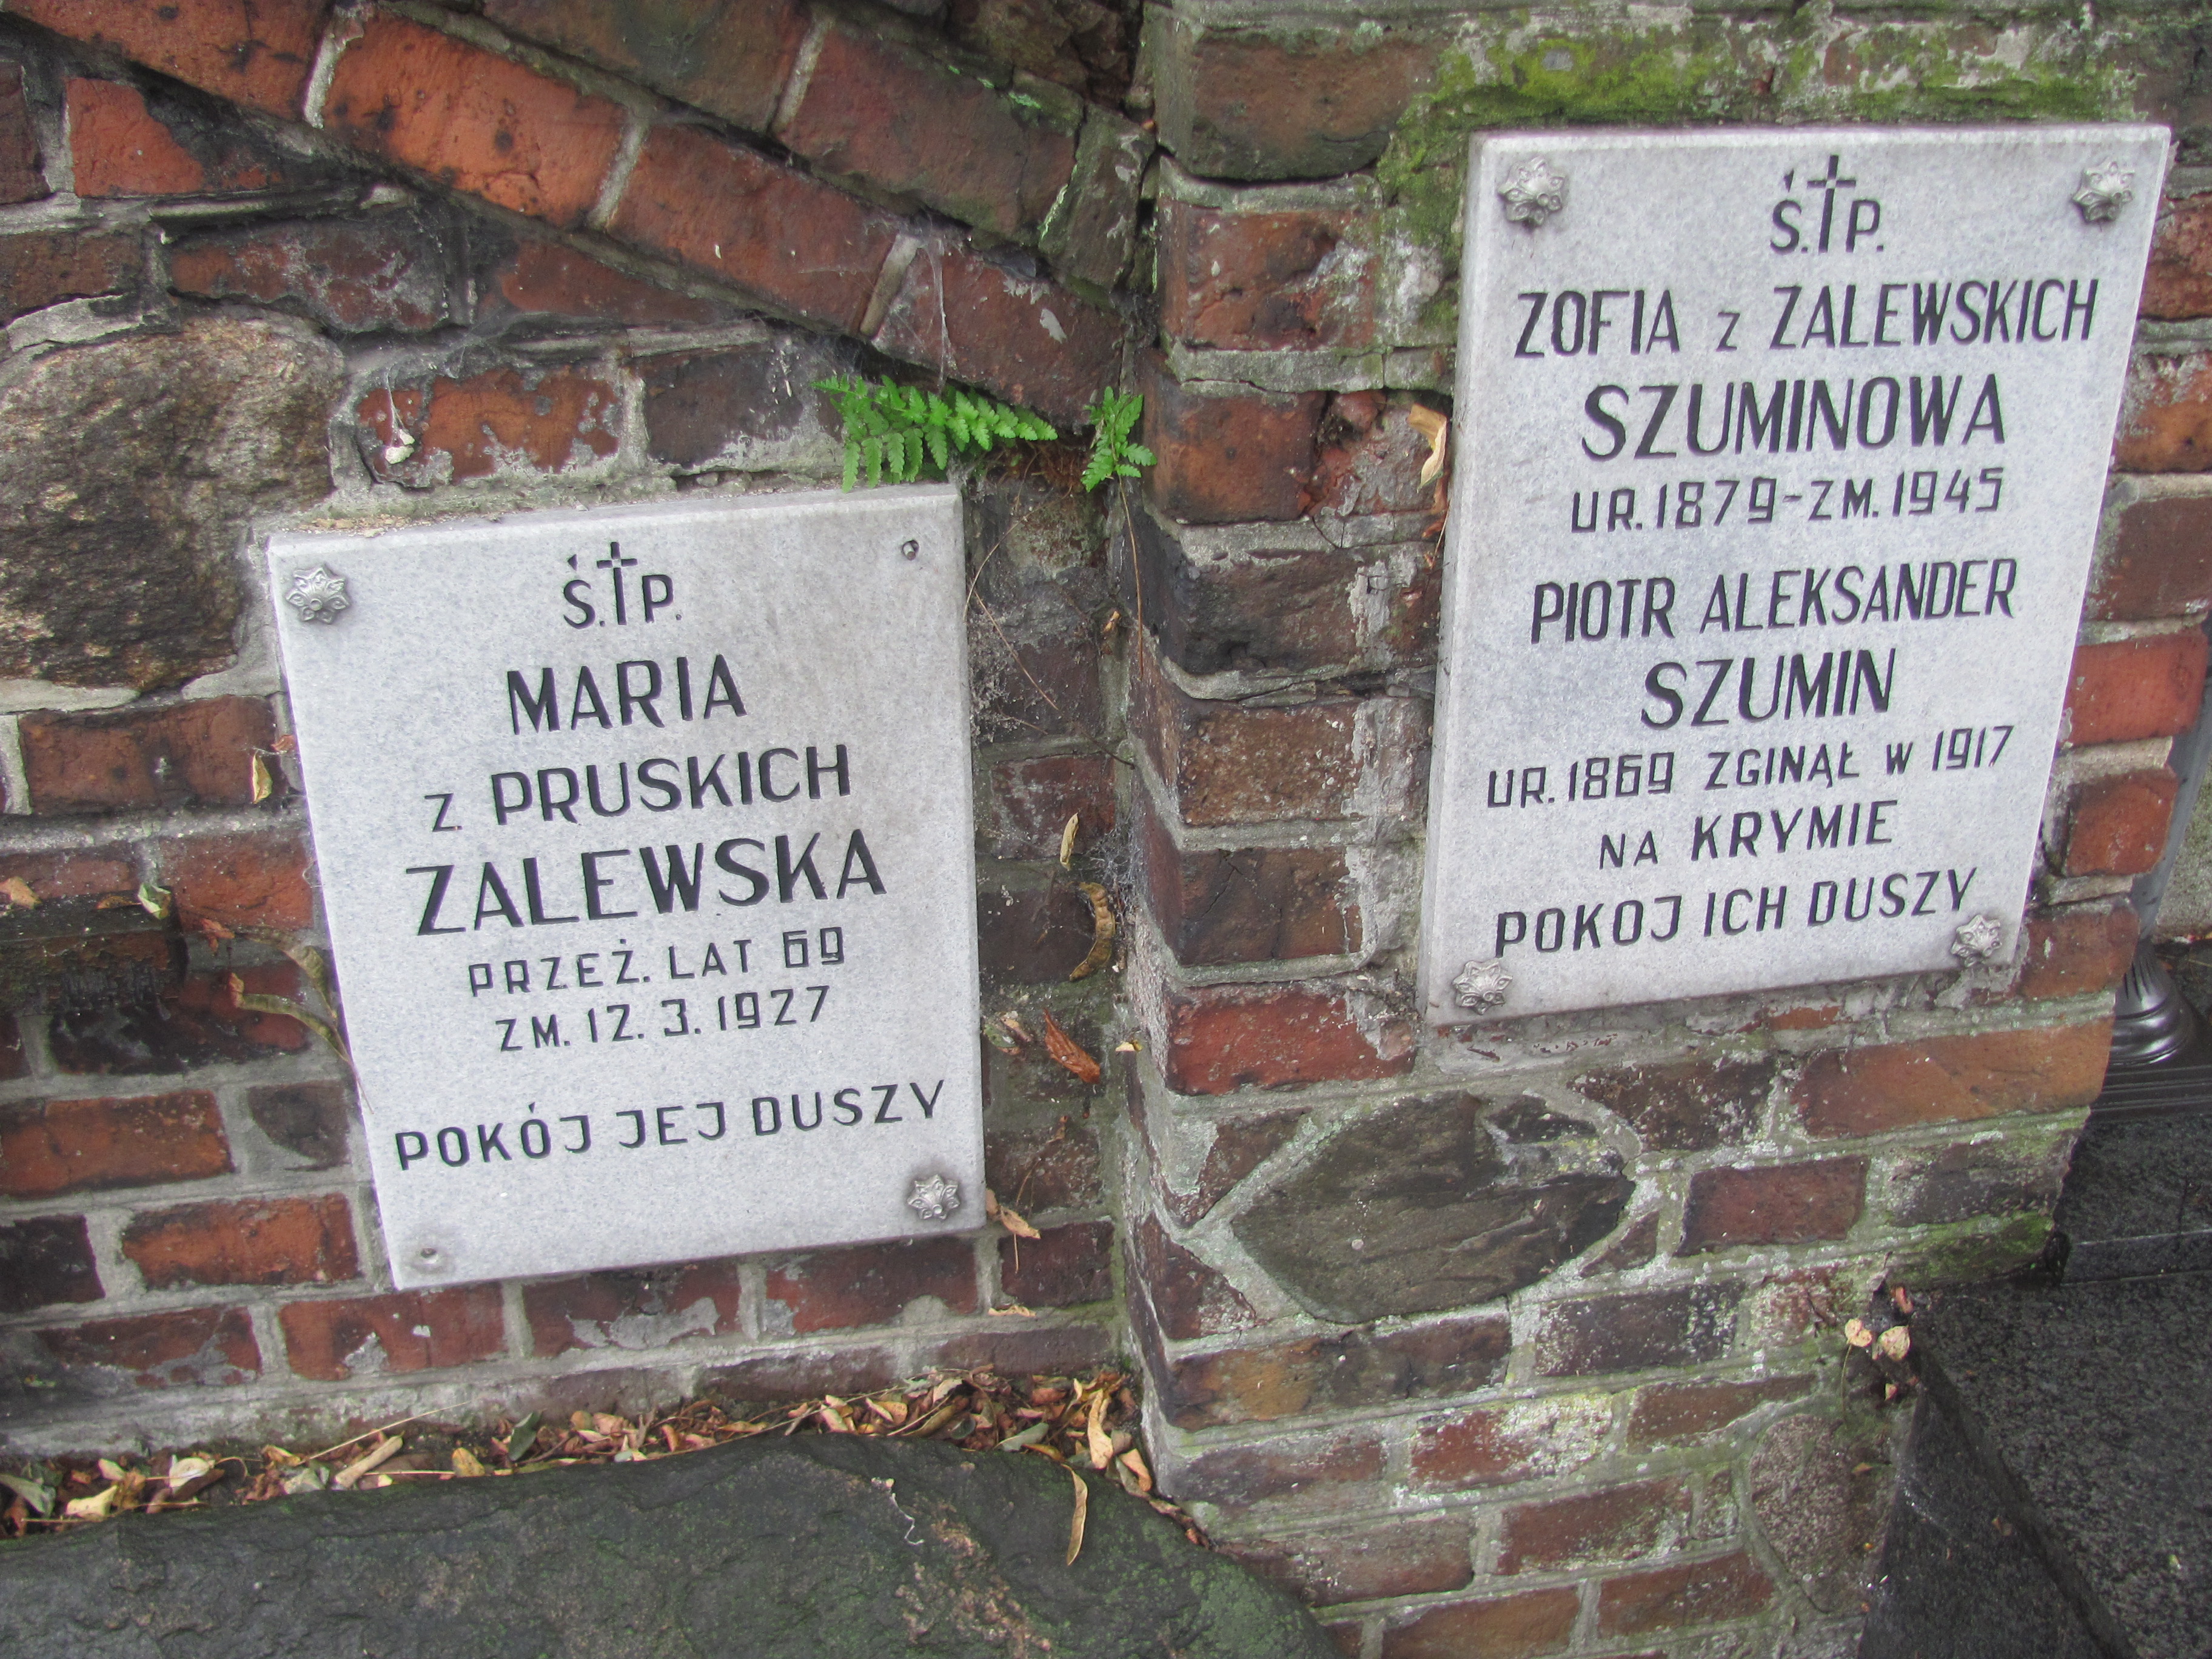 Ś.†P.
MARIA
z PRUSKICH
ZALEWSKA
PRZEŻ. LAT 69
ZM. 12. 3. 1927
POKÓJ JEJ DUSZY
Ś.†P.
ZOFIA z ZALEWSKICH
SZUMINOWA
UR. 1879-ZM. 1945
PIOTR ALEKSANDER
SZUMIN
UR. 1869 ZGINĄŁ W 1917
NA KRYMIE
POKOJ ICH DUSZY